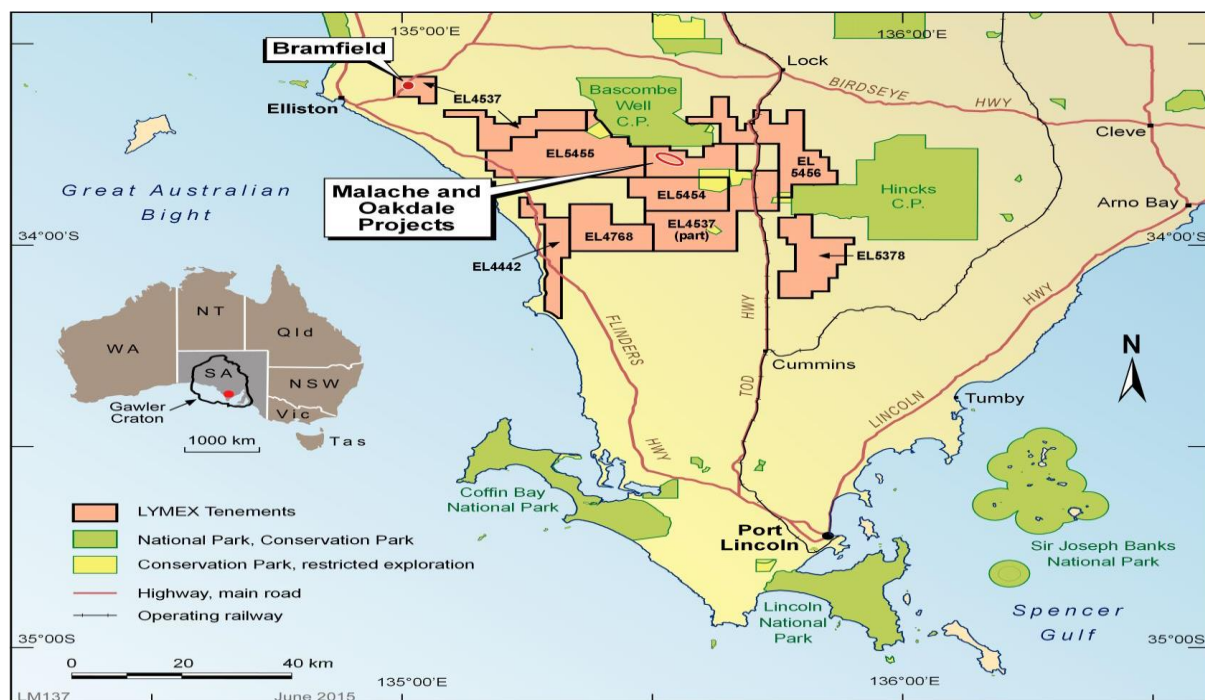 135°00'E
136°00'E
Bramfield
Lock
Elliston
EL4537
Bascombe
Well
C.P.
BIRDSEYE
HWY
Cleve
EL5455
EL
5456
Great Australian
Bight
Malache and
Oakdale
Projects
EL5454
Hincks
C.P.
Arno Bay
34°00'S
EL4768
EL4537
(part)
34°00'S
EL4442
EL5378
NT
Qld
WA
SA
NSW
Vic
Tas
Gawler
Craton
1000 km
FLINDERS
HWY
HWY
TOD
Cummins
HWY
LINCOLN
N
Tumby
Coffin Bay
National Park
LYMEX Tenements
National Park, Conservation Park
Conservation Park, restricted exploration
Highway, main road
Operating railway
Port
Lincoln
Sir Joseph Banks
National Park
Lincoln
National
Park
Spencer
Gulf
35°00'S
35°00'S
0 20 40 km
135°00'E
136°00'E
LM137
June 2015